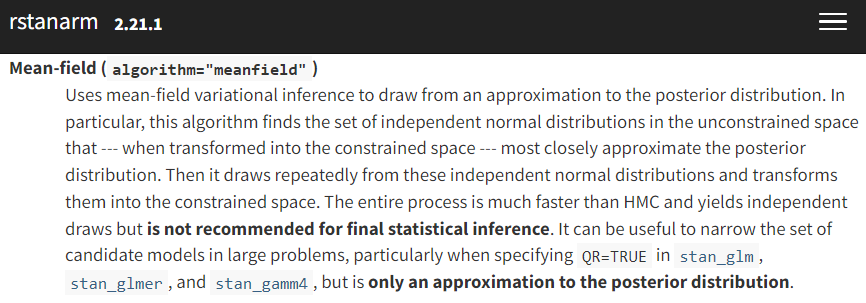 rstanarm 2.21.1
Mean-field ( algorithm="meanfield" )
Uses mean-field variational inference to draw from an approximation to the posterior distribution. In
particular, this algorithm finds the set of independent normal distributions in the unconstrained space
that --- when transformed into the constrained space --- most closely approximate the posterior
distribution. Then it draws repeatedly from these independent normal distributions and transforms
them into the constrained space. The entire process is much faster than HMC and yields independent
draws but is not recommended for final statistical inference. It can be useful to narrow the set of
candidate models in large problems, particularly when specifying QR=TRUE in stan_glm ,
stan_glmer , and stan_gamm4 , but is only an approximation to the posterior distribution.